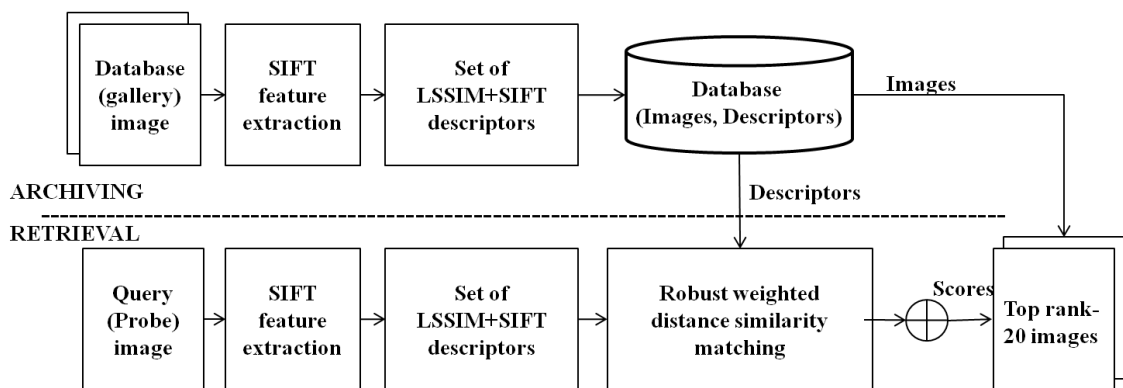 Database
(gallery)
image
SIFT
feature
extraction
Set of
LSSIM+SIFT
descriptors
Database
(Images, Descriptors)
Images
ARCHIVING
Descriptors
RETRIEVAL
Query
(Probe)
image
SIFT
feature
extraction
Set of
LSSIM+SIFT
descriptors
Robust weighted
distance similarity
matching
Scores
Top rank-
20 images